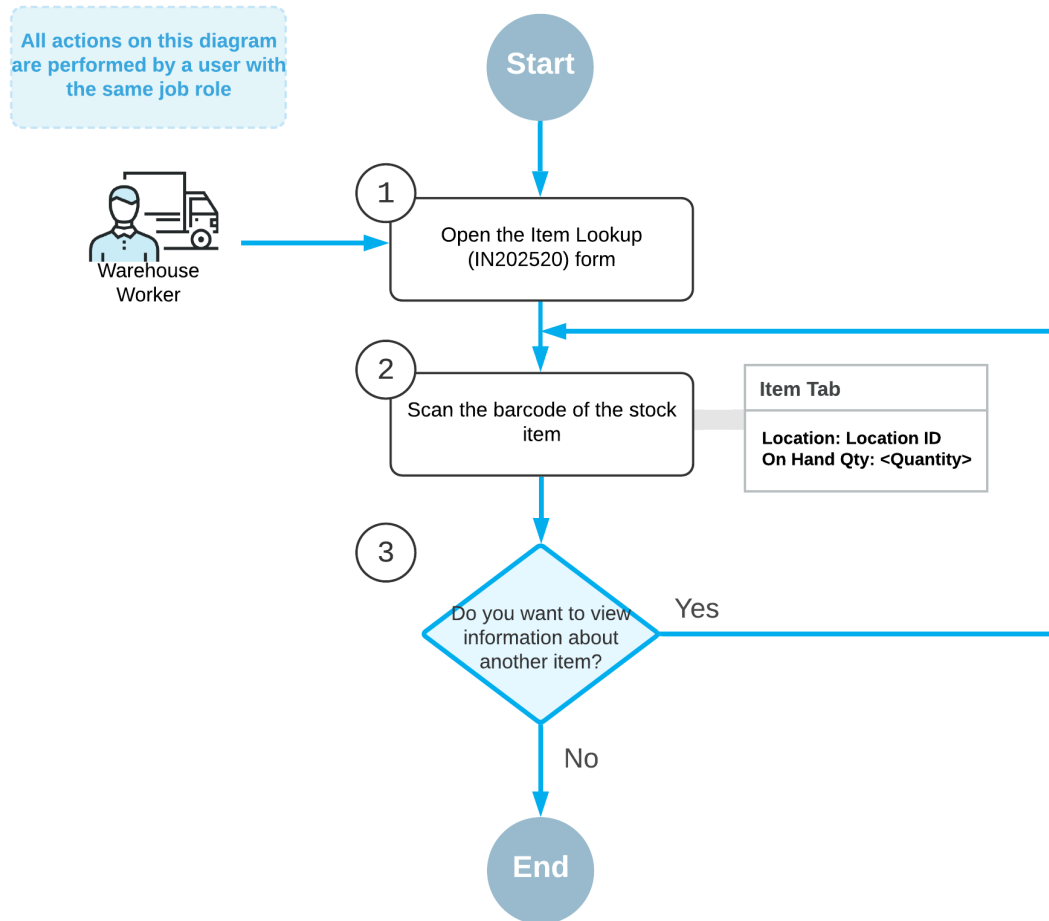 All actions on this diagram
are performed by a user with
the same job role
Start
1
Open the Item Lookup
(IN202520) form
Warehouse
Worker
2
Scan the barcode of the stock
item
Item Tab
Location: Location ID
On Hand Qty: <Quantity>
3
Do you want to view
information about
another item?
Yes
No
End